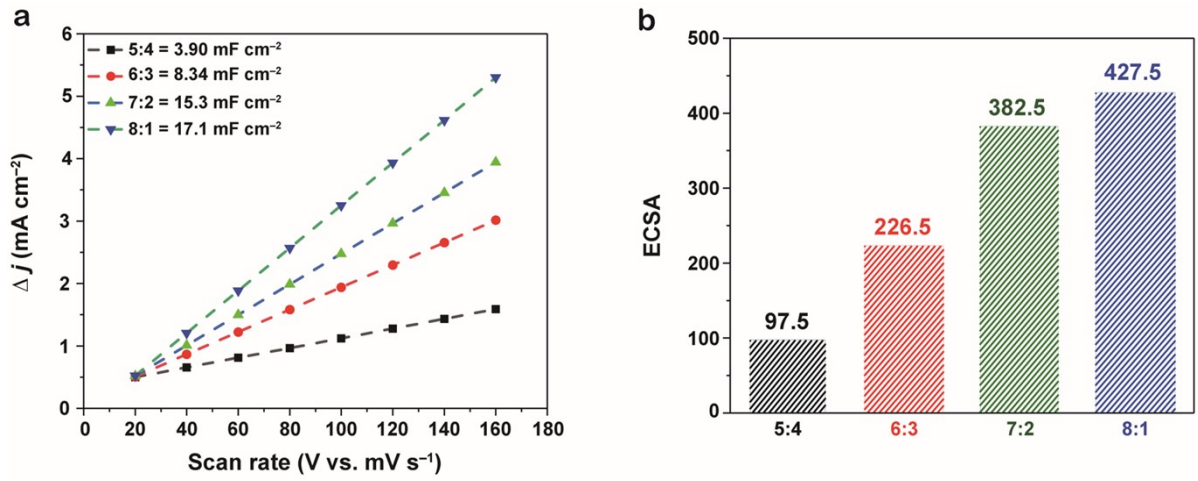 a
6
5
4
3
2
1
0
Δ j (mA cm–2)
5:4 = 3.90 mF cm–2
6:3 = 8.34 mF cm–2
7:2 = 15.3 mF cm–2
8:1 = 17.1 mF cm–2
0 20 40 60 80 100 120 140 160 180
Scan rate (V vs. mV s–1)
b
500
400
300
200
100
0
ECSA
97.5
226.5
382.5
427.5
5:4 6:3 7:2 8:1